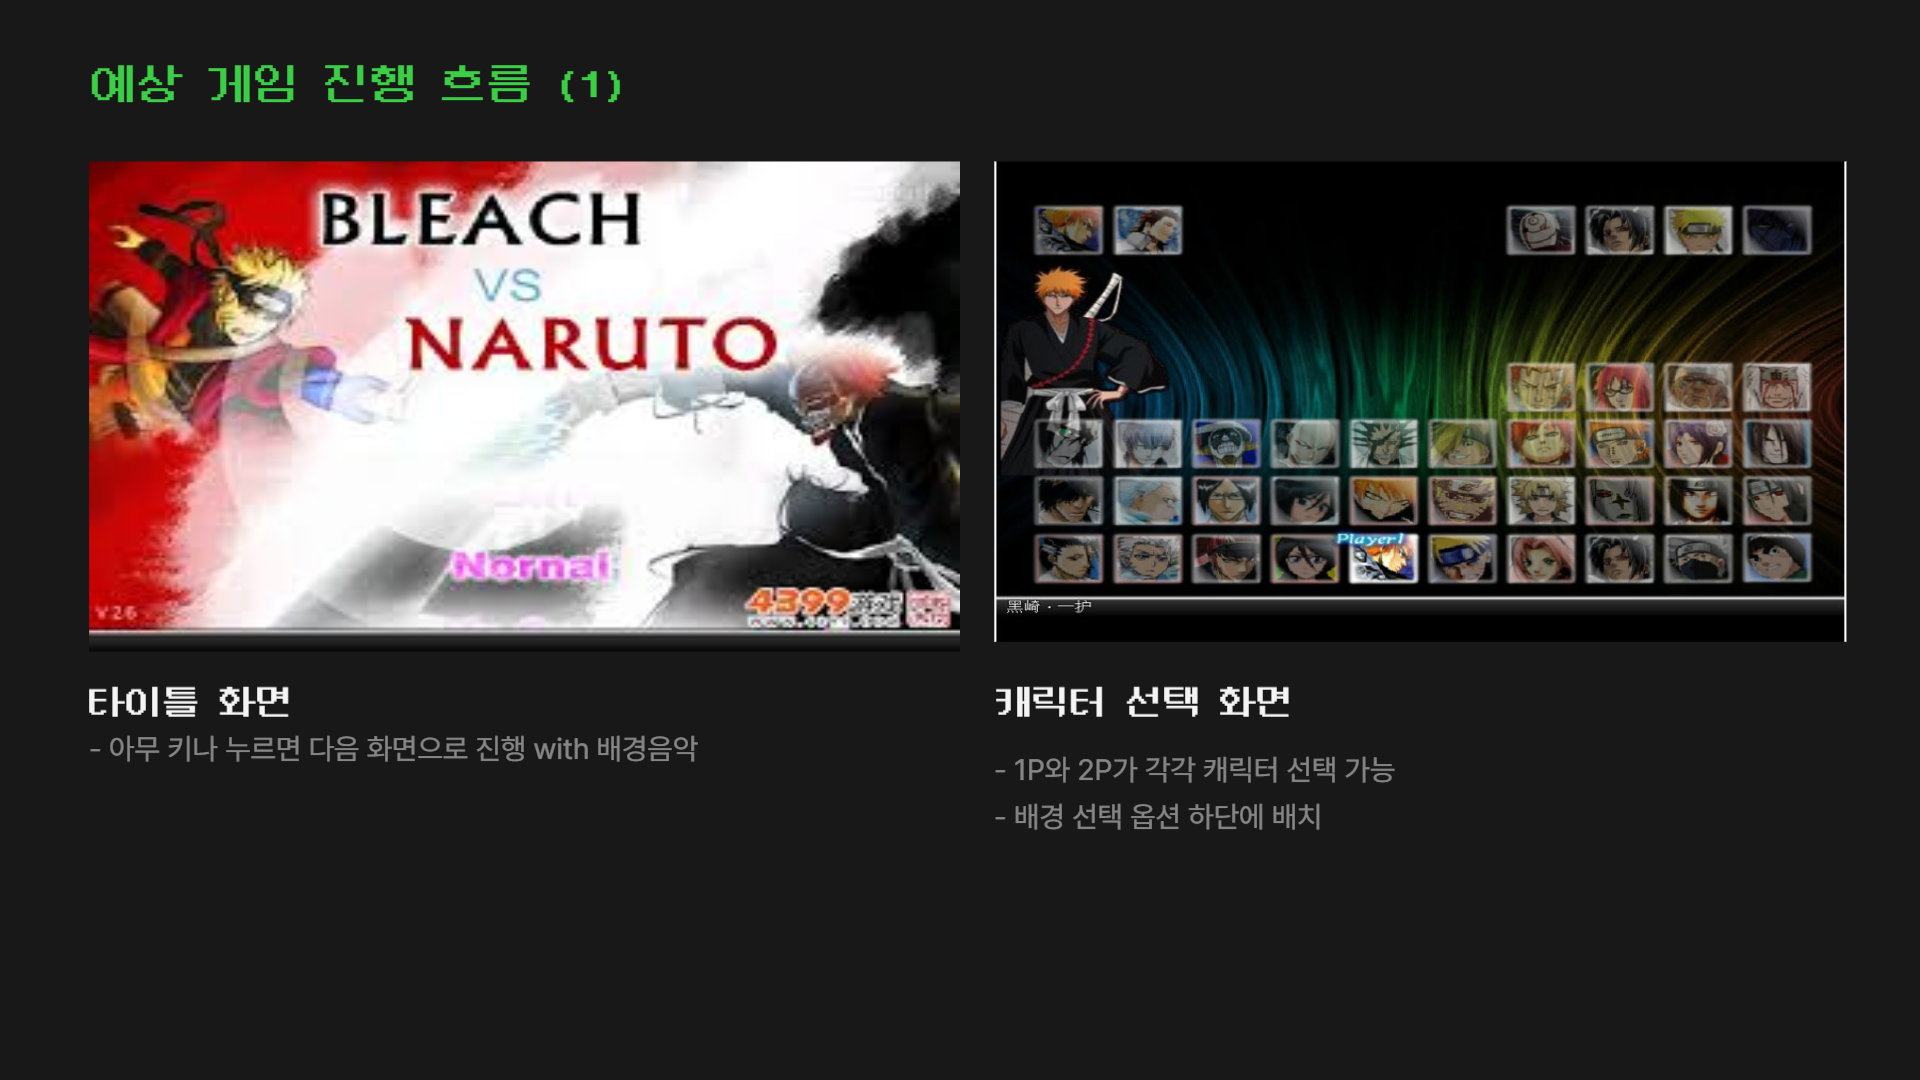 예상 게임 진행 흐름 (1)
BLEACH
VS
NARUTO
Normal
V26
4399
Player1
黑崎·一护
타이틀 화면
- 아무 키나 누르면 다음 화면으로 진행 with 배경음악
캐릭터 선택 화면
- 1P와 2P가 각각 캐릭터 선택 가능
- 배경 선택 옵션 하단에 배치